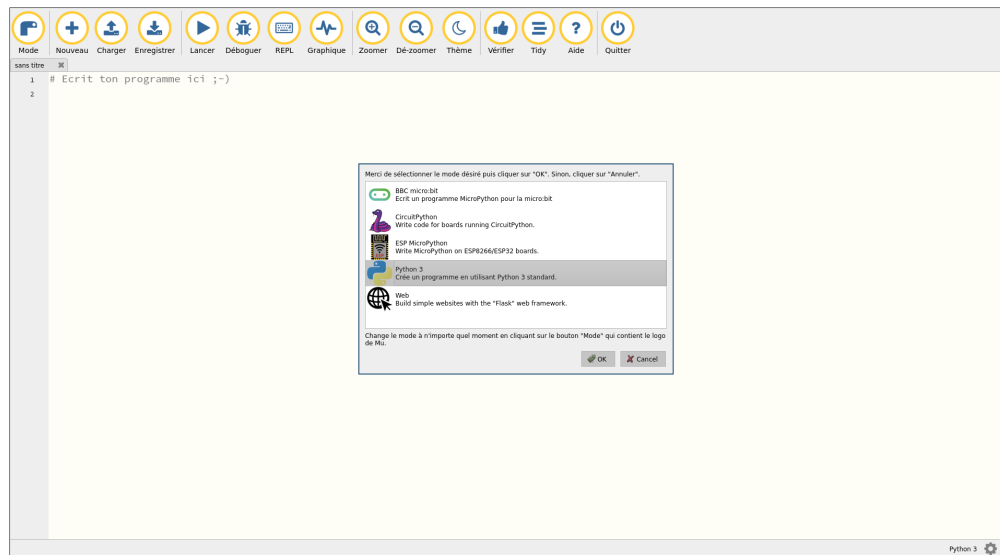 Mode Nouveau Charger Enregistrer Lancer Déboguer REPL Graphique Zoomer Dé-zoomer Thème Vérifier Tidy Aide Quitter
sans titre
1 # Ecrit ton programme ici ;-)
2
Merci de sélectionner le mode désiré puis cliquer sur "OK". Sinon, cliquer sur "Annuler".
BBC micro:bit
Ecrit un programme MicroPython pour la micro:bit
CircuitPython
Write code for boards running CircuitPython.
ESP MicroPython
Write MicroPython on ESP8266/ESP32 boards.
Python 3
Crée un programme en utilisant Python 3 standard.
Web
Build simple websites with the "Flask" web framework.
Change le mode à n'importe quel moment en cliquant sur le bouton "Mode" qui contient le logo
de Mu.
OK Cancel
Python 3